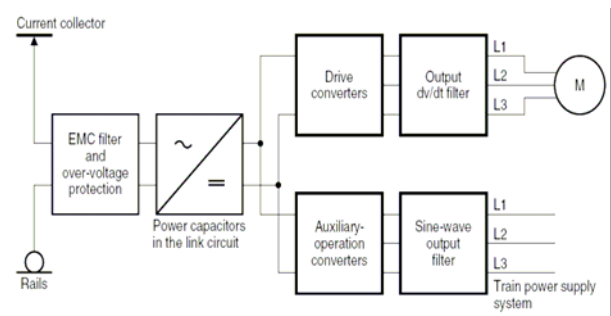 Current collector
EMC filter
and
over-voltage
protection
Rails
Power capacitors
in the link circuit
Drive
converters
Output
dv/dt filter
L1
L2
L3
M
Auxiliary-
operation
converters
Sine-wave
output
filter
L1
L2
L3
Train power supply
system